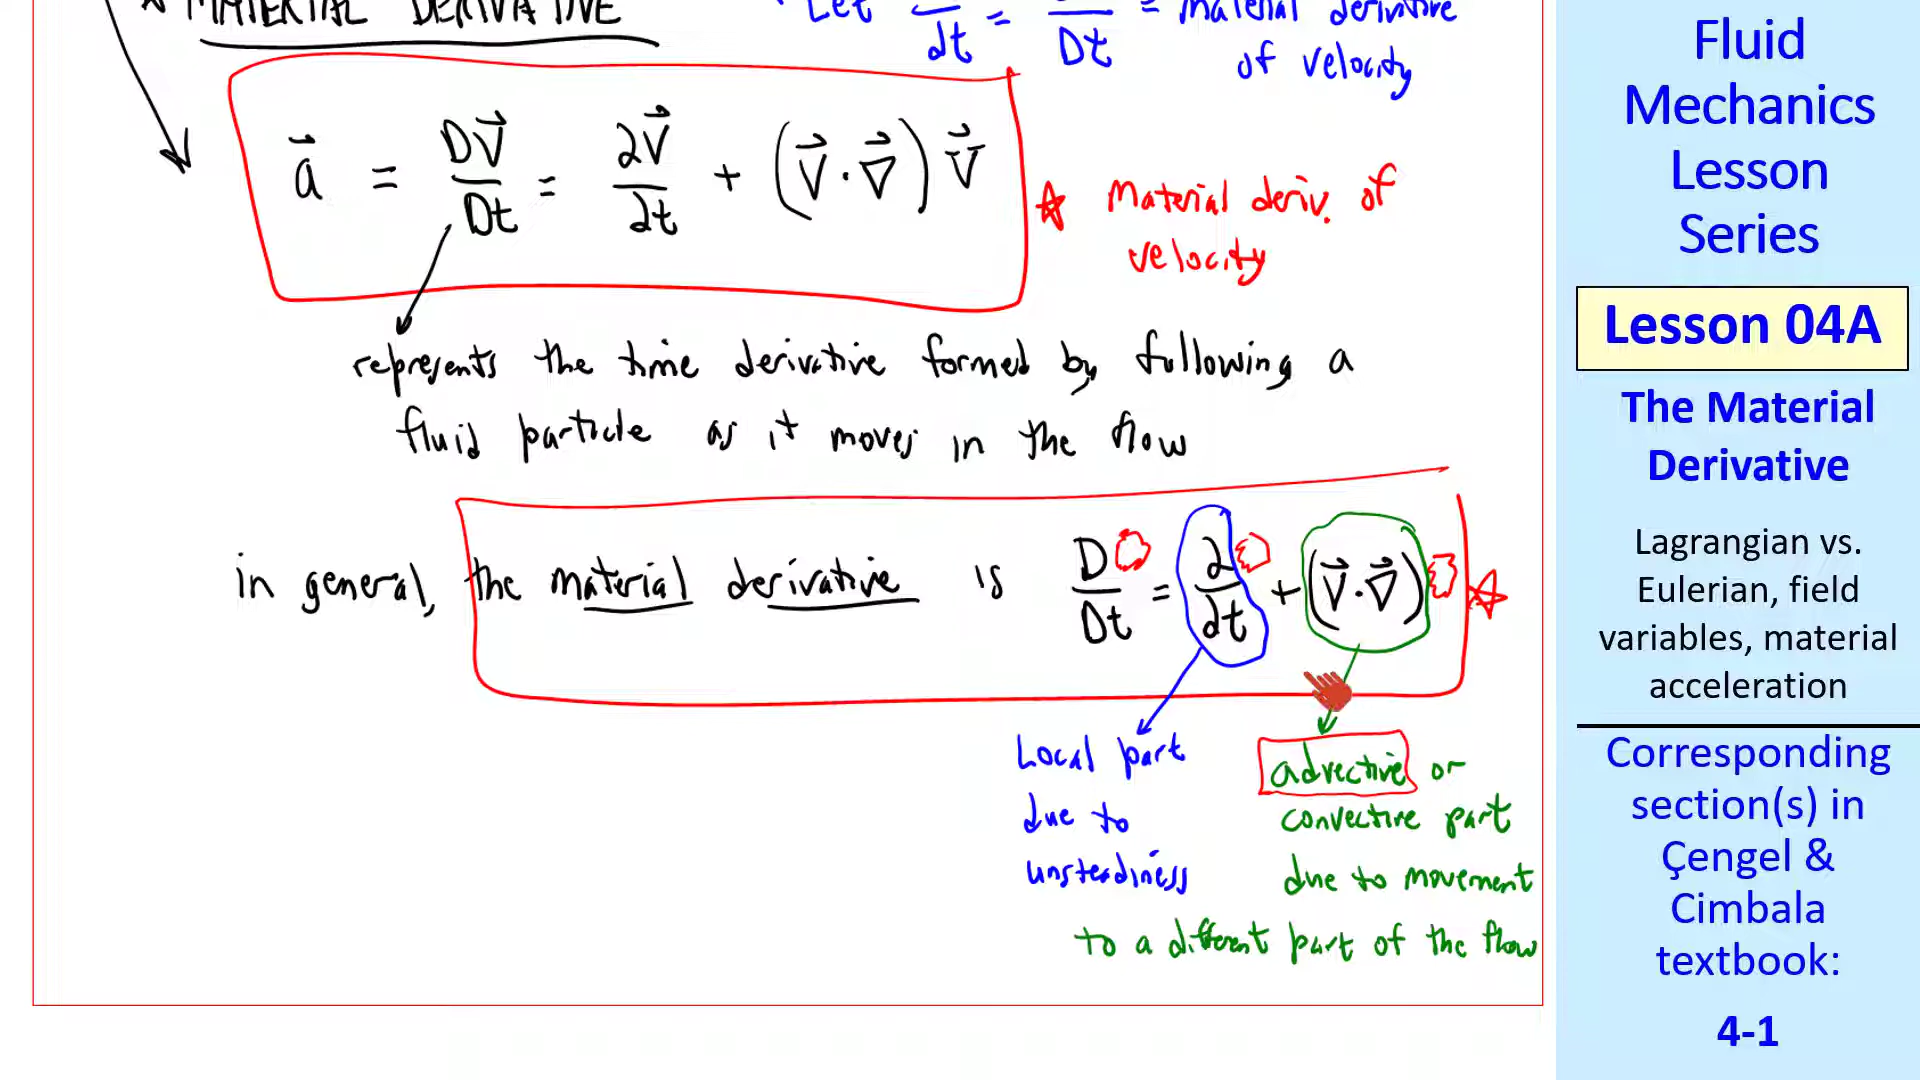 * MATERIAL DERIVATIVE
Let d/dt = D/Dt = material derivitive
of velocity
a⃗ = DV⃗/Dt = ∂V⃗/∂t + (V⃗·∇⃗)V⃗
☆ Material deriv. of
velocity
represents the time derivative formed by following a
fluid particle as it moves in the flow
in general, the material derivative is D/Dt = ∂/∂t + (V⃗·∇⃗) ☆
Local part
due to
unsteadiness
advective or
convective part
due to movement
to a different part of the flow
Fluid
Mechanics
Lesson
Series
Lesson 04A
The Material
Derivative
Lagrangian vs.
Eulerian, field
variables, material
acceleration
Corresponding
section(s) in
Çengel &
Cimbala
textbook:
4-1